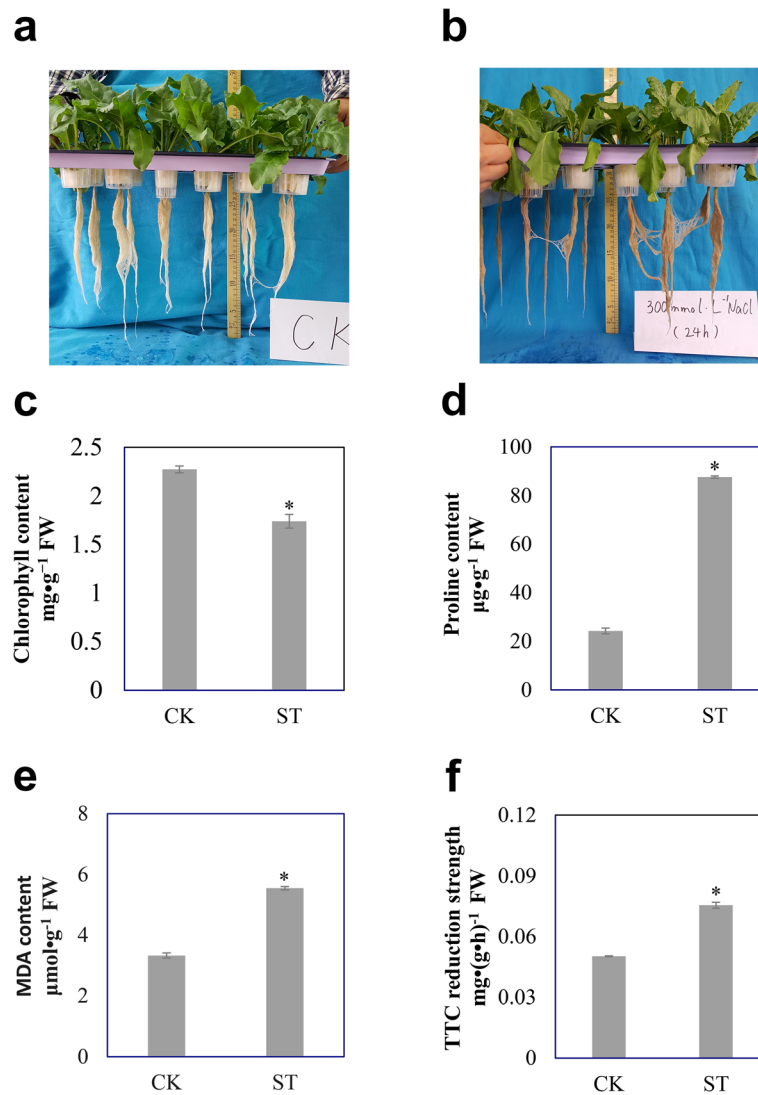 a
b
C K
300mmol·L⁻¹NaCl
(24h)
c
d
Chlorophyll content
mg•g⁻¹ FW
2.5
2
1.5
1
0.5
0
*
CK
ST
Proline content
µg•g⁻¹ FW
100
80
60
40
20
0
*
CK
ST
e
f
MDA content
µmol•g⁻¹ FW
8
6
4
2
0
*
CK
ST
TTC reduction strength
mg•(g•h)⁻¹ FW
0.12
0.09
0.06
0.03
0
*
CK
ST